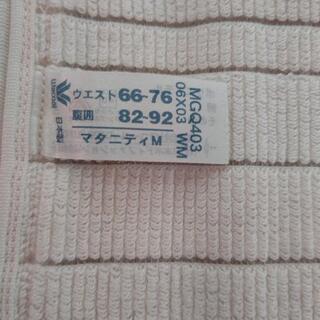 Wacoal
日本製
ウエスト 66-76
腹囲 82-92
マタニティM
MGQ403
06X03 WM